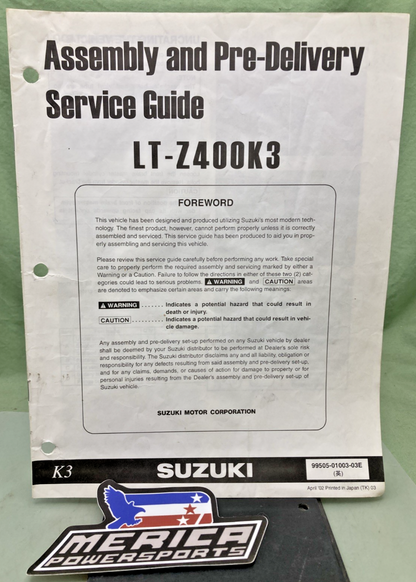 Assembly and Pre-Delivery
Service Guide
LT-Z400K3
FOREWORD
This vehicle has been designed and produced utilizing Suzuki's most modern tech-
nology. The finest product, however, cannot perform properly unless it is correctly
assembled and serviced. This service guide has been produced to aid you in prop-
erly assembling and servicing this vehicle.
Please review this service guide carefully before performing any work. Take special
care to properly perform the required assembly and servicing marked by either a
Warning or a Caution. Failure to follow the directions in either of these two (2) cat-
egories could lead to serious problems. WARNING and CAUTION areas
are denoted to emphasize certain areas and carry the following meanings:
WARNING ....... Indicates a potential hazard that could result in
death or injury.
CAUTION .......... Indicates a potential hazard that could result in vehi-
cle damage.
Any assembly and pre-delivery set-up performed on any Suzuki vehicle by dealer
shall be deemed by your Suzuki distributor to be performed at Dealer's sole risk
and responsibility. The Suzuki distributor disclaims any and all liability, obligation or
responsibility for any defects resulting from said assembly and pre-delivery set-up,
and for any claims, demands, or causes of action for damage to property or for
personal injuries resulting from the Dealer's assembly and pre-delivery set-up of
Suzuki vehicle.
SUZUKI MOTOR CORPORATION
K3 SUZUKI 99505-01003-03E
(英)
April '02 Printed in Japan (TK) 03
MERICA
POWERSPORTS